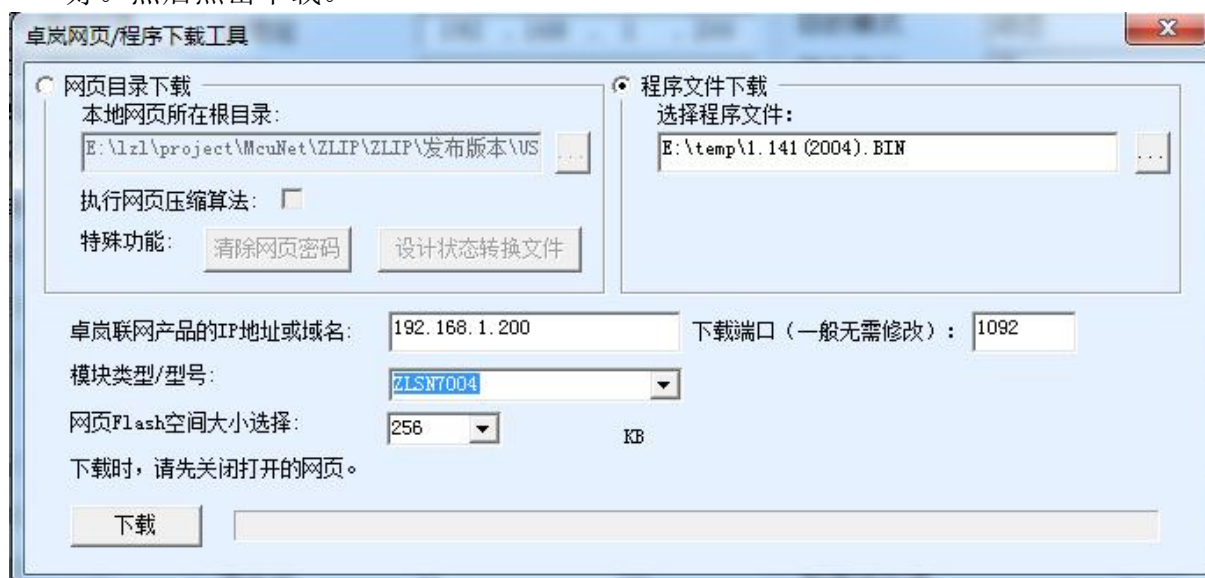 然后点击下载。
卓岚网页/程序下载工具
网页目录下载
本地网页所在根目录:
E:\lzl\project\McuNet\ZLIP\ZLIP\发布版本\US
...
执行网页压缩算法:
特殊功能:
清除网页密码
设计状态转换文件
程序文件下载
选择程序文件:
E:\temp\1.141(2004).BIN
...
卓岚联网产品的IP地址或域名:
192.168.1.200
下载端口(一般无需修改):
1092
模块类型/型号:
ZLSN7004
网页Flash空间大小选择:
256
KB
下载时,请先关闭打开的网页。
下载